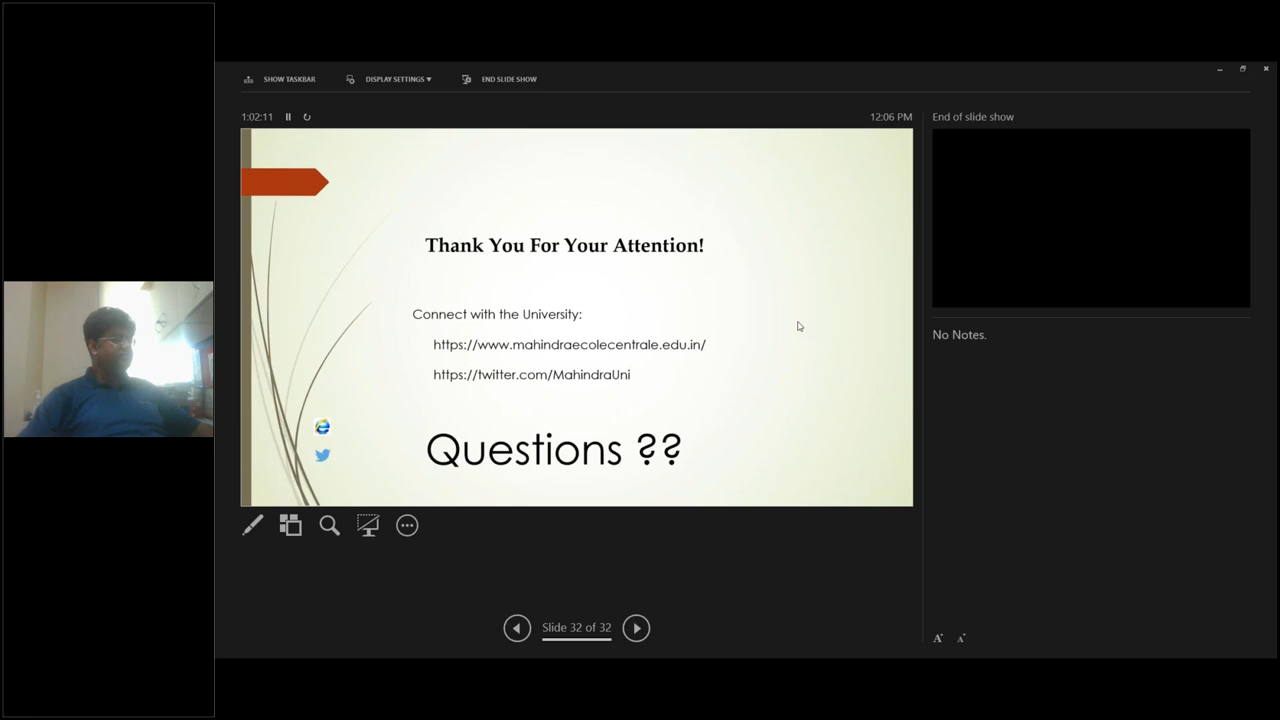 SHOW TASKBAR
DISPLAY SETTINGS ▾
END SLIDE SHOW
1:02:11
12:06 PM
End of slide show
Thank You For Your Attention!
Connect with the University:
https://www.mahindraecolecentrale.edu.in/
https://twitter.com/MahindraUni
Questions ??
No Notes.
Slide 32 of 32
A A